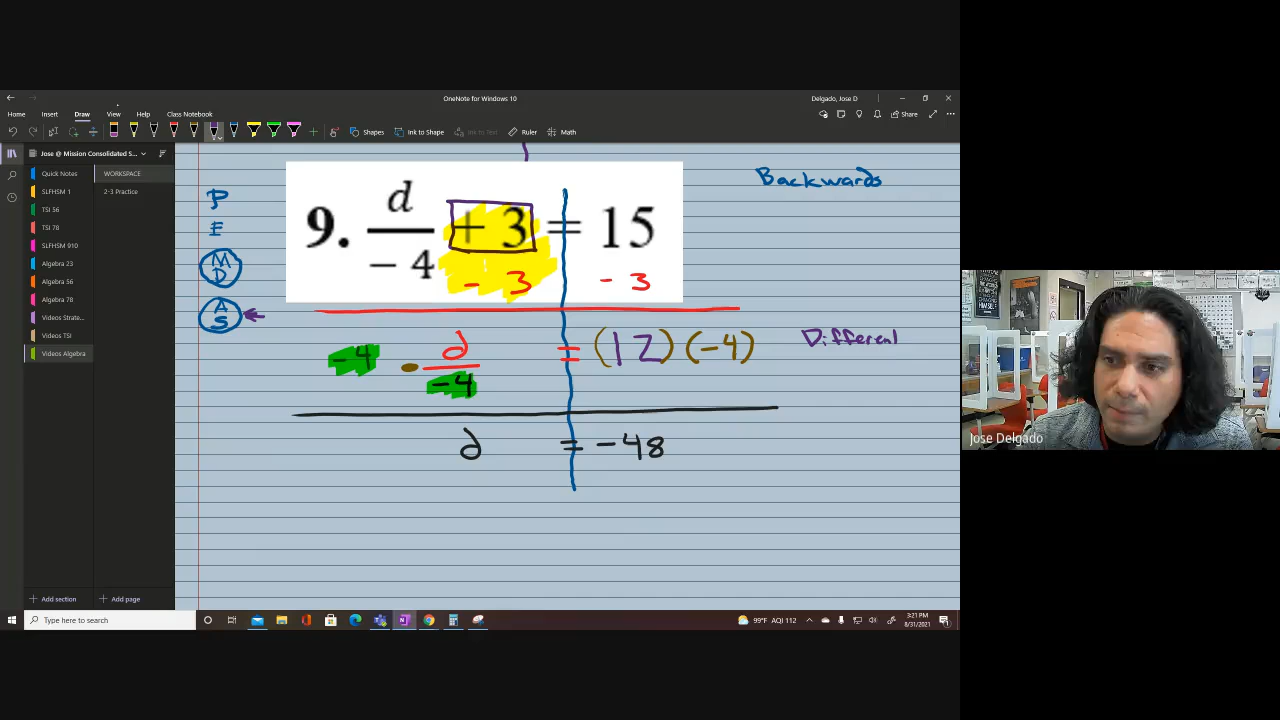 OneNote for Windows 10
Delgado, Jose D
Home Insert Draw View Help Class Notebook
Share
Shapes Ink to Shape Ink to Text Ruler Math
Jose @ Mission Consolidated S...
WORKSPACE
2-3 Practice
Quick Notes
SLFHSM 1
TSI 56
TSI 78
SLFHSM 910
Algebra 23
Algebra 56
Algebra 78
Videos Strate...
Videos TSI
Videos Algebra
P
E
M
D
A
S
Backwards
9. d/-4 + 3 = 15
- 3 - 3
-4 · d/-4 = (12) (-4)
Differenl
d = -48
Jose Delgado
Add section
Add page
Type here to search
99°F AQI 112
3:21 PM
8/31/2021